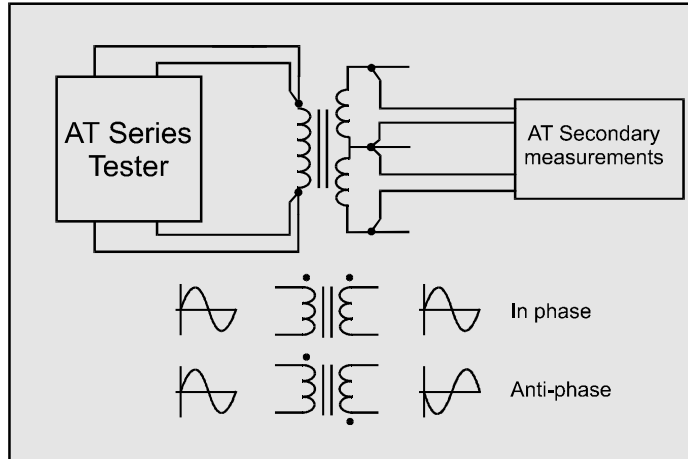 AT Series
Tester
AT Secondary
measurements
In phase
Anti-phase